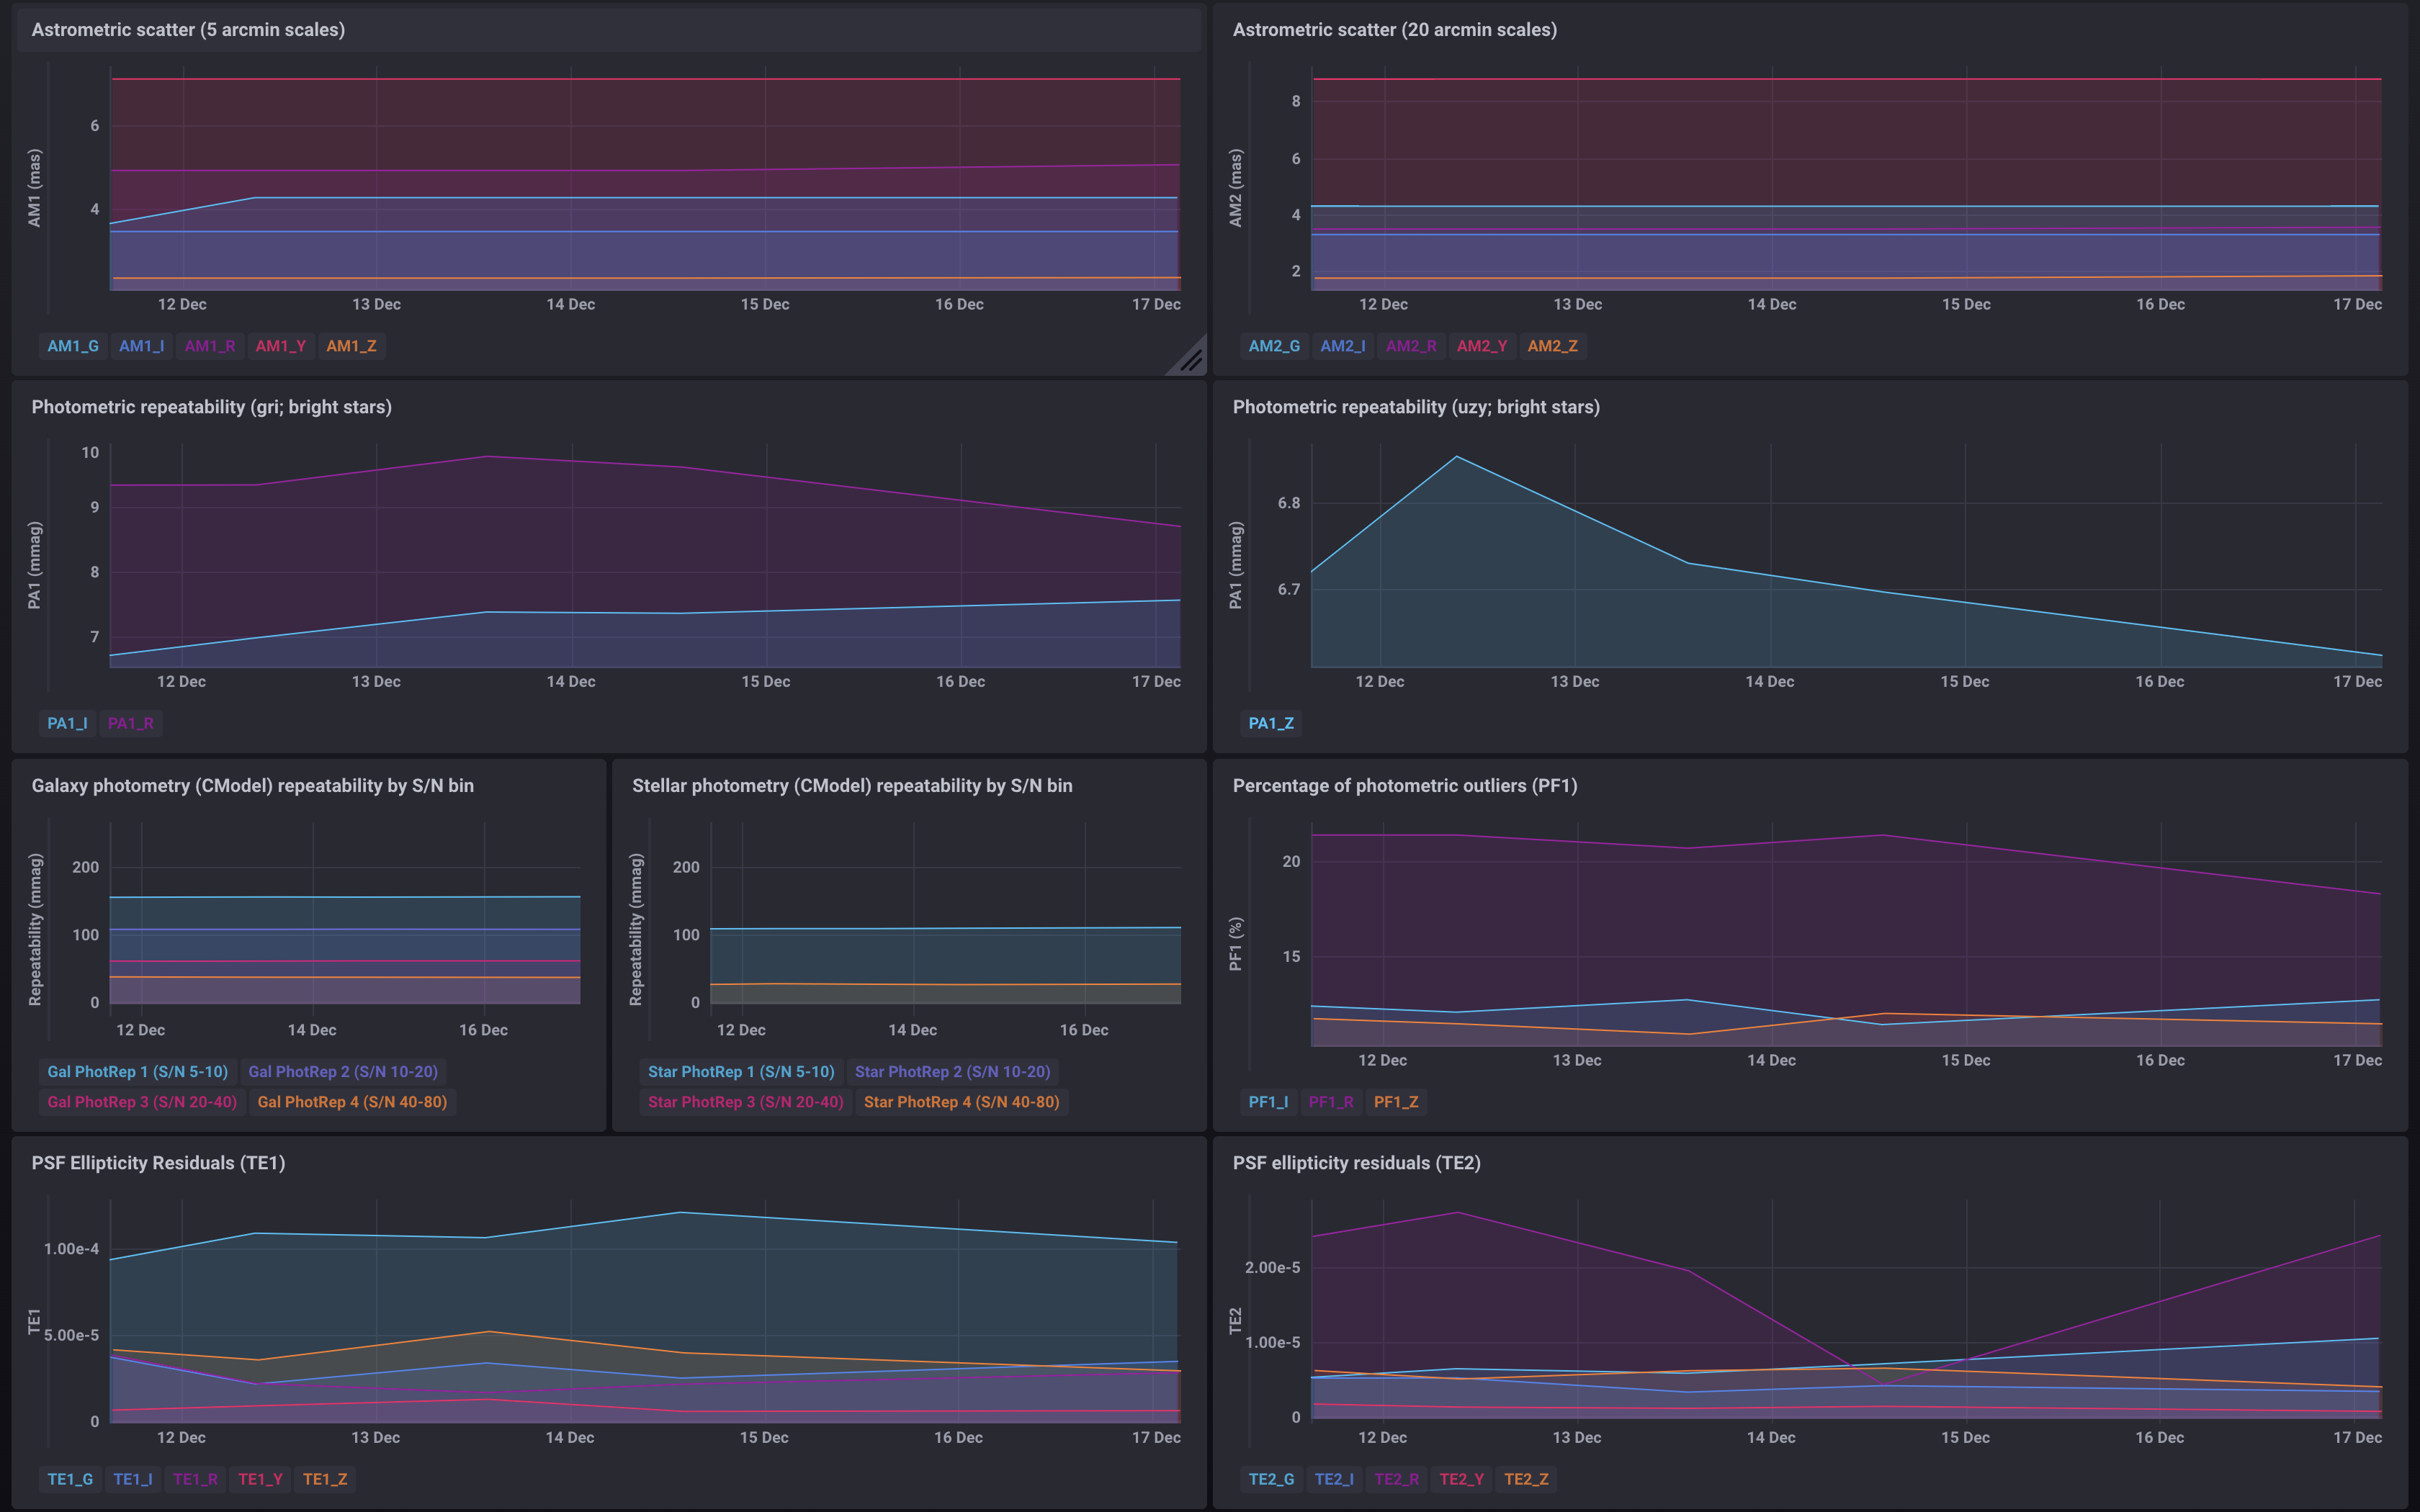 Astrometric scatter (5 arcmin scales)
AM1 (mas)
6
4
12 Dec 13 Dec 14 Dec 15 Dec 16 Dec 17 Dec
AM1_G AM1_I AM1_R AM1_Y AM1_Z
Astrometric scatter (20 arcmin scales)
AM2 (mas)
8
6
4
2
12 Dec 13 Dec 14 Dec 15 Dec 16 Dec 17 Dec
AM2_G AM2_I AM2_R AM2_Y AM2_Z
Photometric repeatability (gri; bright stars)
PA1 (mmag)
10
9
8
7
12 Dec 13 Dec 14 Dec 15 Dec 16 Dec 17 Dec
PA1_I PA1_R
Photometric repeatability (uzy; bright stars)
PA1 (mmag)
6.8
6.7
12 Dec 13 Dec 14 Dec 15 Dec 16 Dec 17 Dec
PA1_Z
Galaxy photometry (CModel) repeatability by S/N bin
Repeatability (mmag)
200
100
0
12 Dec 14 Dec 16 Dec
Gal PhotRep 1 (S/N 5-10) Gal PhotRep 2 (S/N 10-20)
Gal PhotRep 3 (S/N 20-40) Gal PhotRep 4 (S/N 40-80)
Stellar photometry (CModel) repeatability by S/N bin
Repeatability (mmag)
200
100
0
12 Dec 14 Dec 16 Dec
Star PhotRep 1 (S/N 5-10) Star PhotRep 2 (S/N 10-20)
Star PhotRep 3 (S/N 20-40) Star PhotRep 4 (S/N 40-80)
Percentage of photometric outliers (PF1)
PF1 (%)
20
15
12 Dec 13 Dec 14 Dec 15 Dec 16 Dec 17 Dec
PF1_I PF1_R PF1_Z
PSF Ellipticity Residuals (TE1)
TE1
1.00e-4
5.00e-5
0
12 Dec 13 Dec 14 Dec 15 Dec 16 Dec 17 Dec
TE1_G TE1_I TE1_R TE1_Y TE1_Z
PSF ellipticity residuals (TE2)
TE2
2.00e-5
1.00e-5
0
12 Dec 13 Dec 14 Dec 15 Dec 16 Dec 17 Dec
TE2_G TE2_I TE2_R TE2_Y TE2_Z